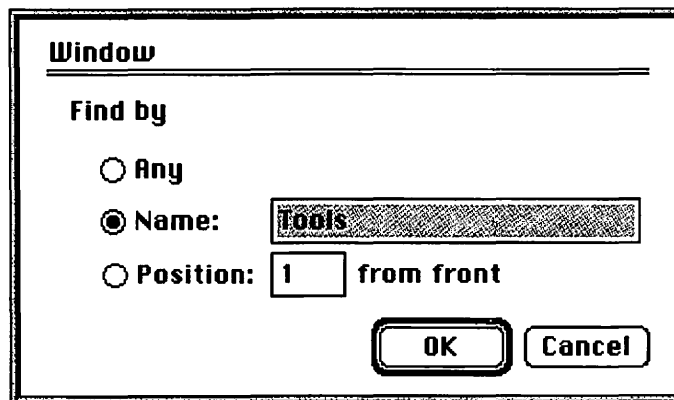 Window
Find by
Any
Name: Tools
Position: 1 from front
OK Cancel